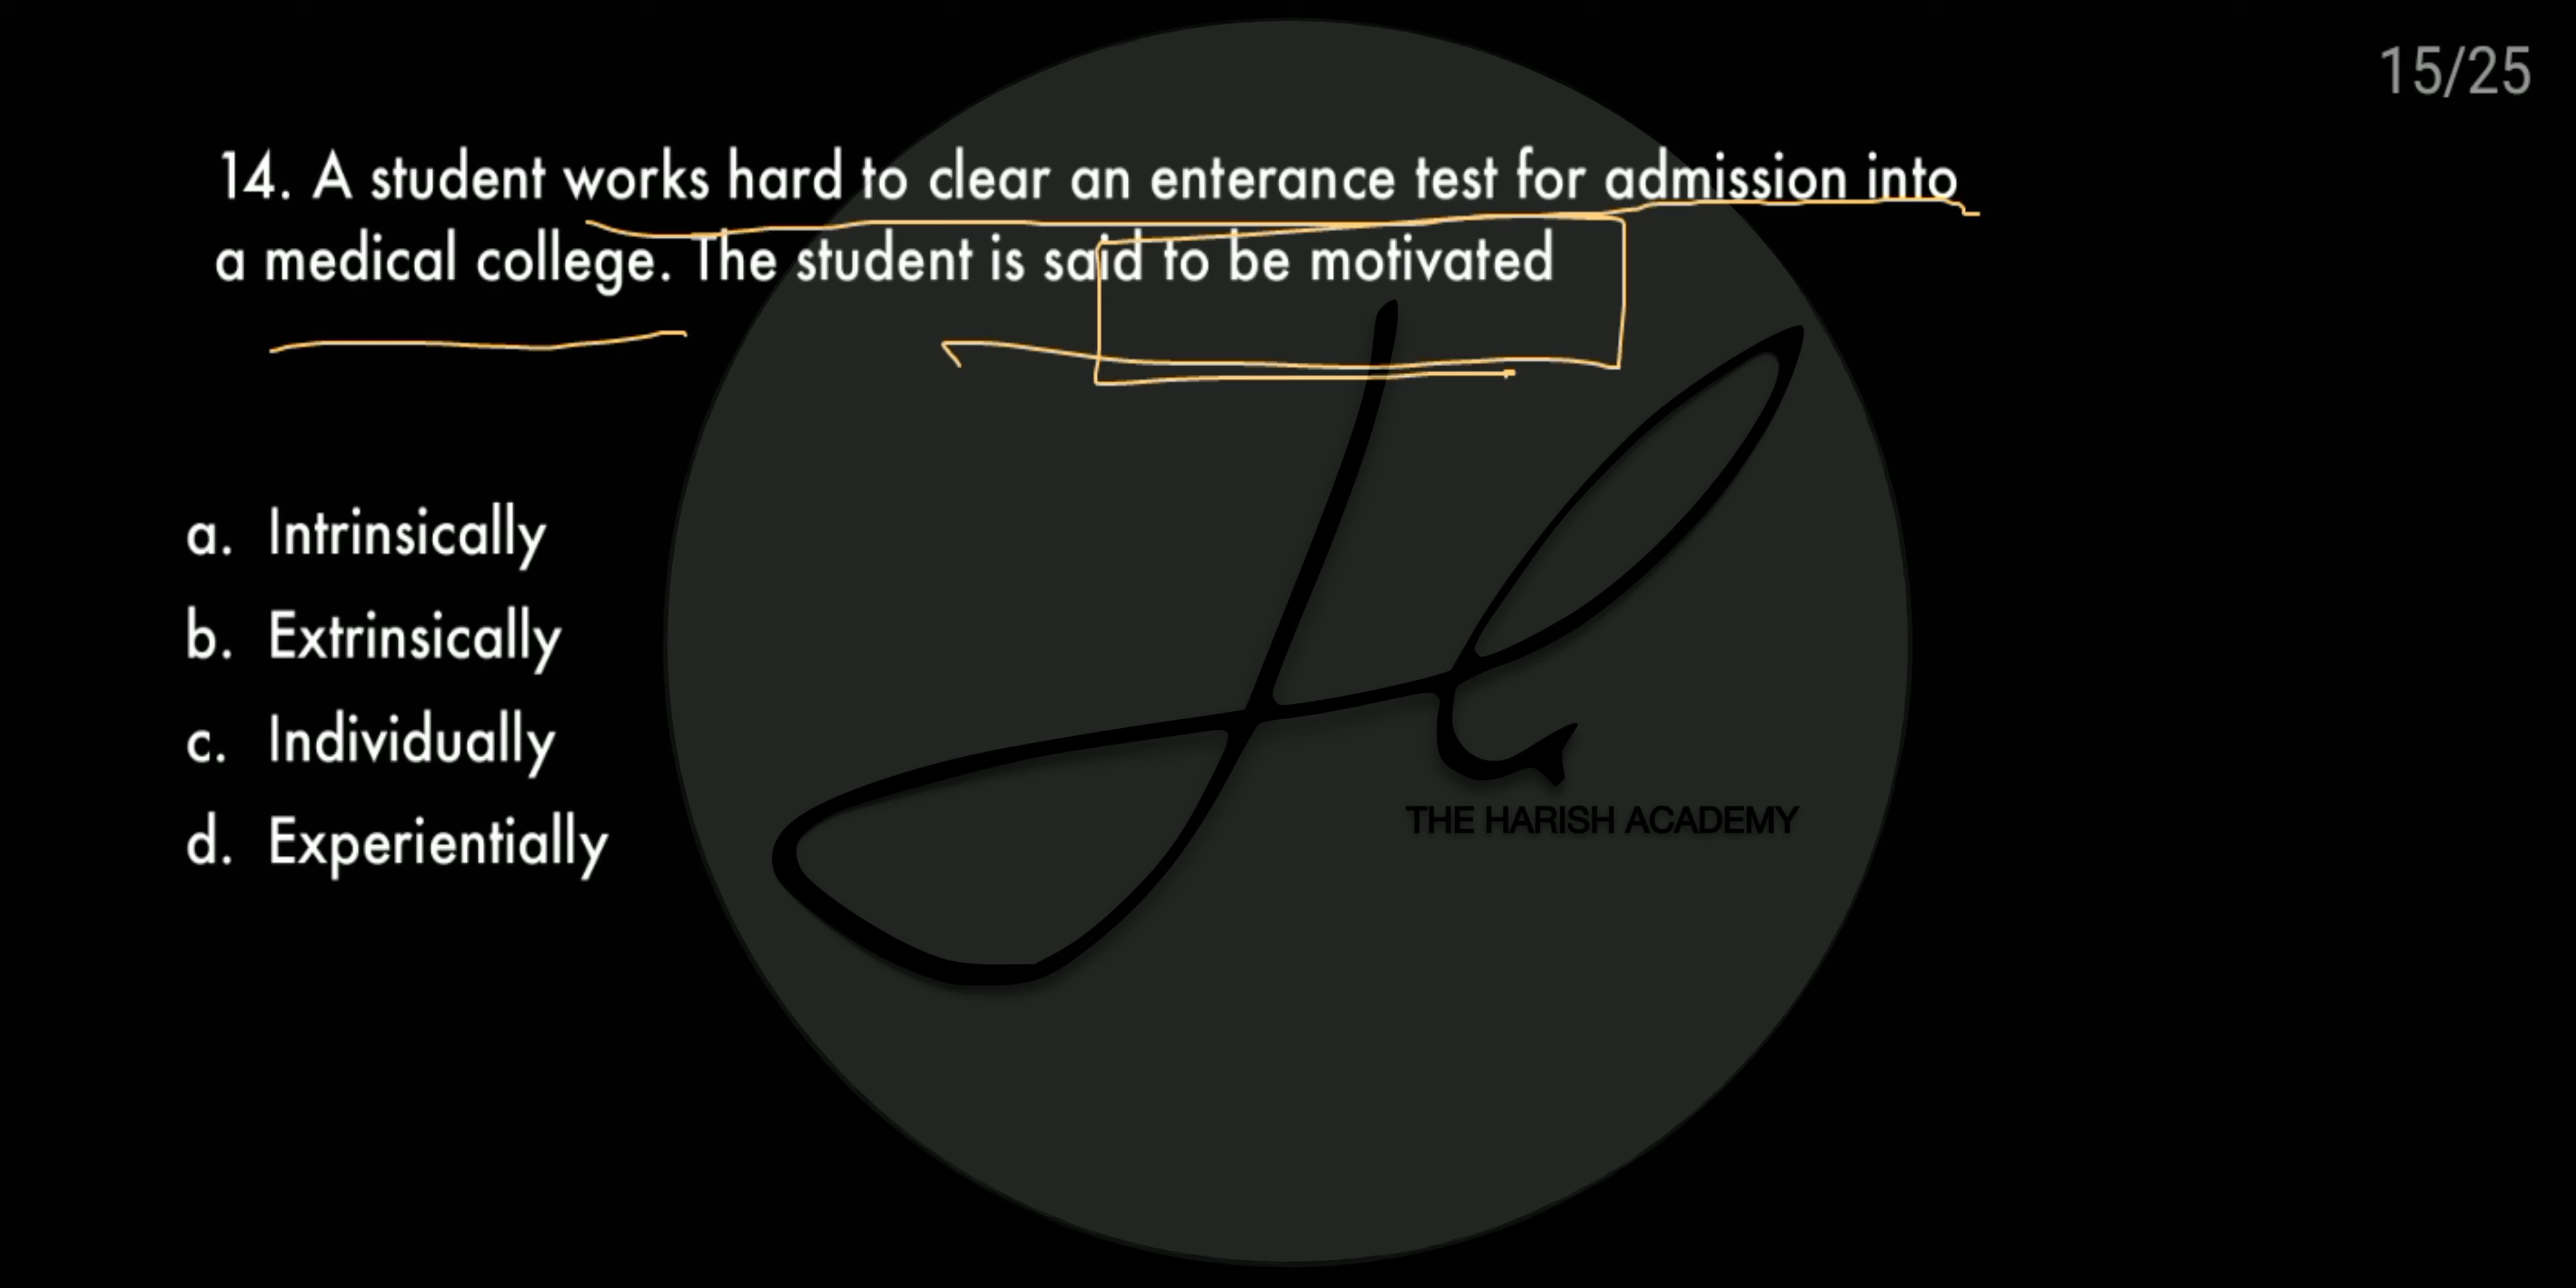 15/25
14. A student works hard to clear an enterance test for admission into
a medical college. The student is said to be motivated
a. Intrinsically
b. Extrinsically
c. Individually
d. Experientially
THE HARISH ACADEMY